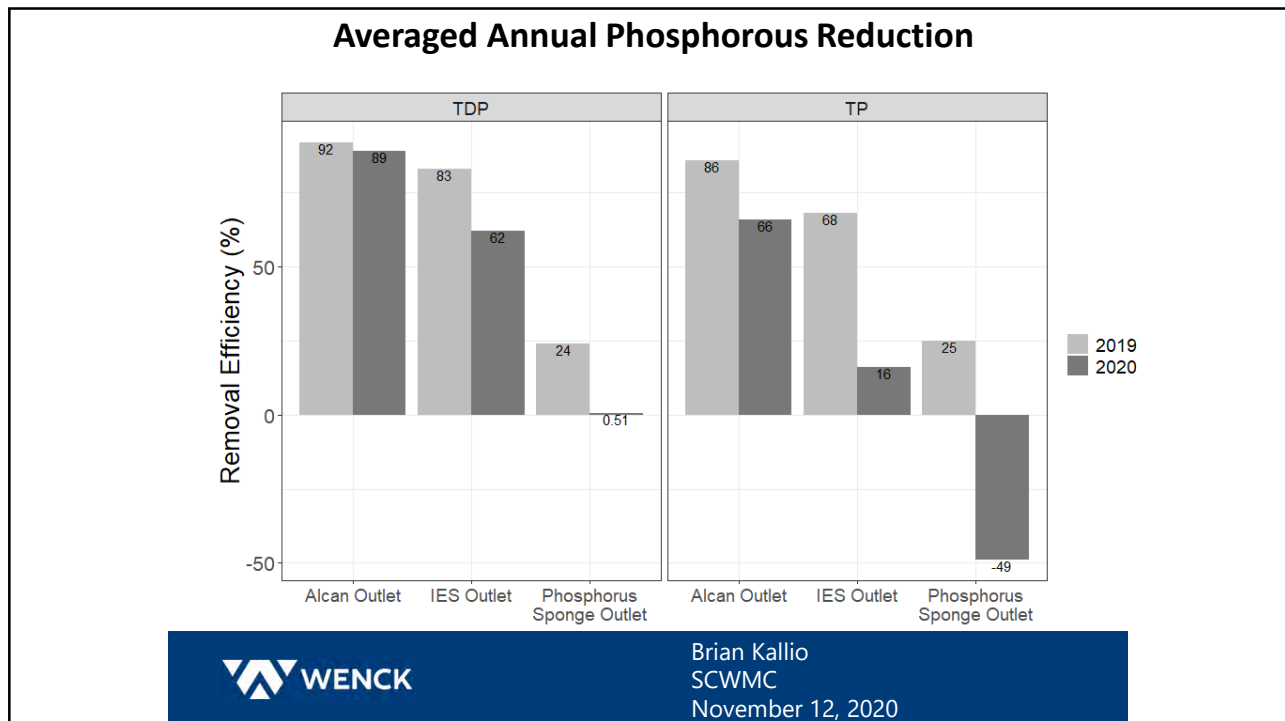 Averaged Annual Phosphorous Reduction
TDP
TP
Removal Efficiency (%)
50
0
-50
92
89
83
62
24
0.51
86
66
68
16
25
-49
Alcan Outlet
IES Outlet
Phosphorus
Sponge Outlet
Alcan Outlet
IES Outlet
Phosphorus
Sponge Outlet
2019
2020
WENCK
Brian Kallio
SCWMC
November 12, 2020